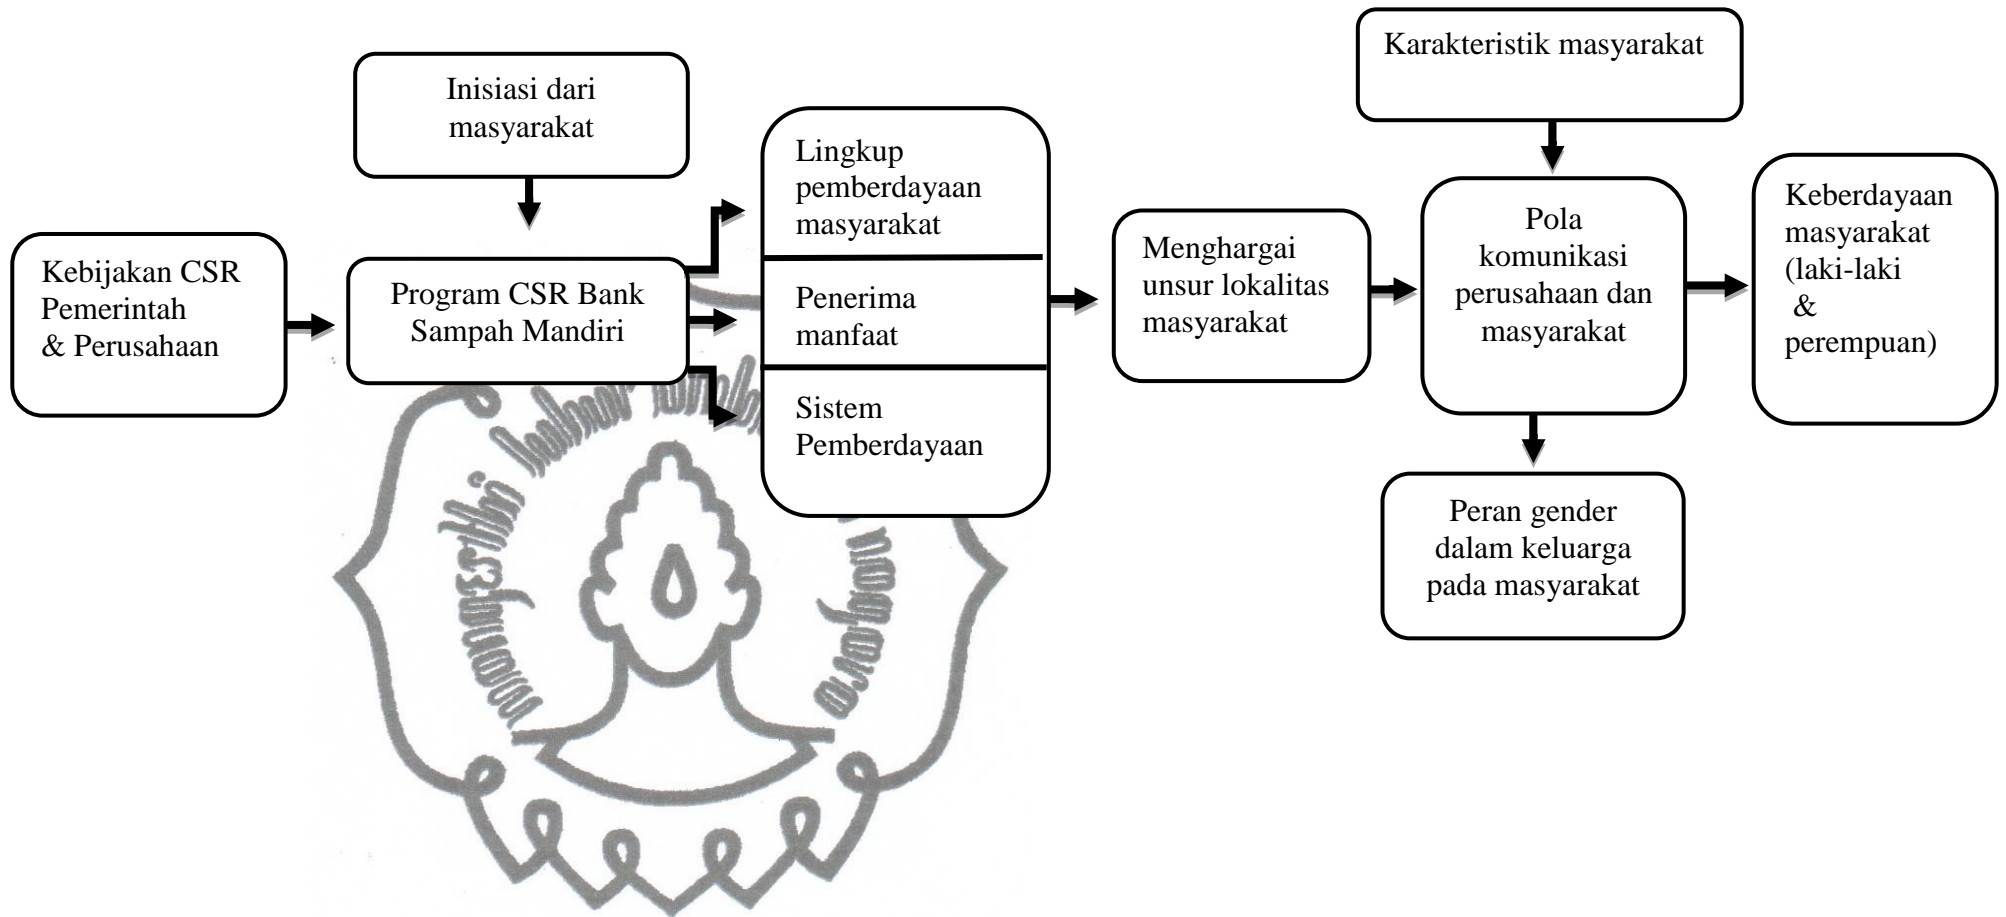 Inisiasi dari
masyarakat
Karakteristik masyarakat
Kebijakan CSR
Pemerintah
& Perusahaan
Program CSR Bank
Sampah Mandiri
Lingkup
pemberdayaan
masyarakat
Penerima
manfaat
Sistem
Pemberdayaan
Menghargai
unsur lokalitas
masyarakat
Pola
komunikasi
perusahaan dan
masyarakat
Keberdayaan
masyarakat
(laki-laki
&
perempuan)
Peran gender
dalam keluarga
pada masyarakat